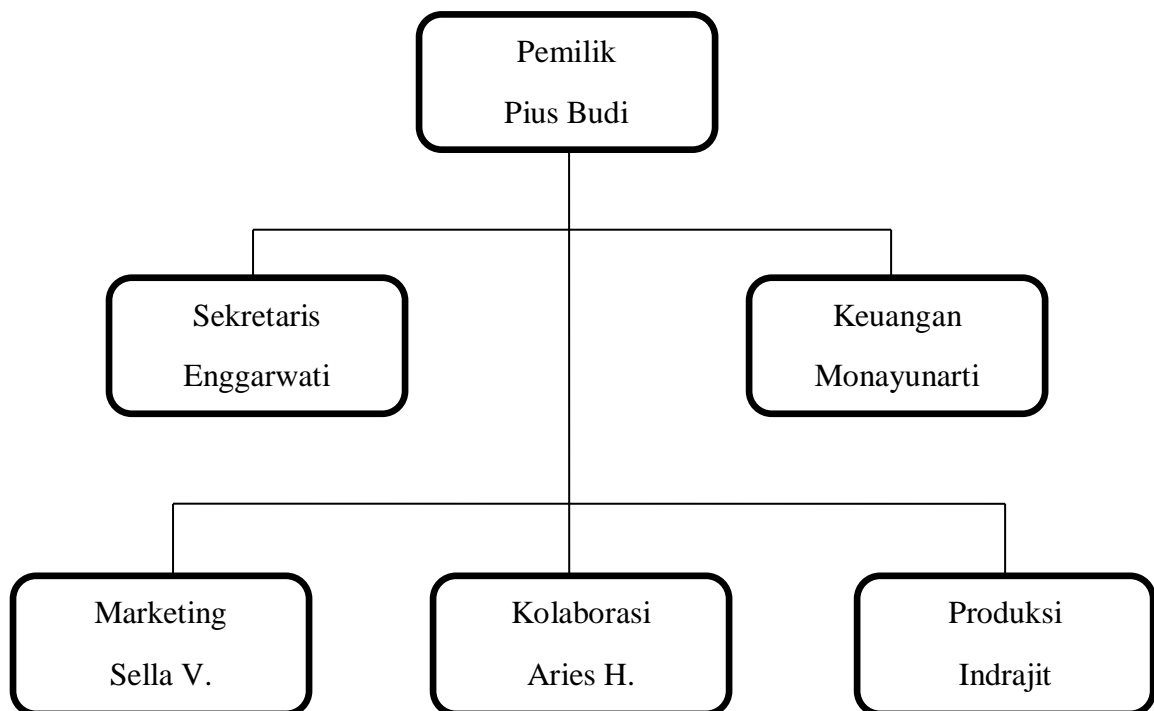 Pemilik
Pius Budi
Sekretaris
Enggarwati
Keuangan
Monayunarti
Marketing
Sella V.
Kolaborasi
Aries H.
Produksi
Indrajit